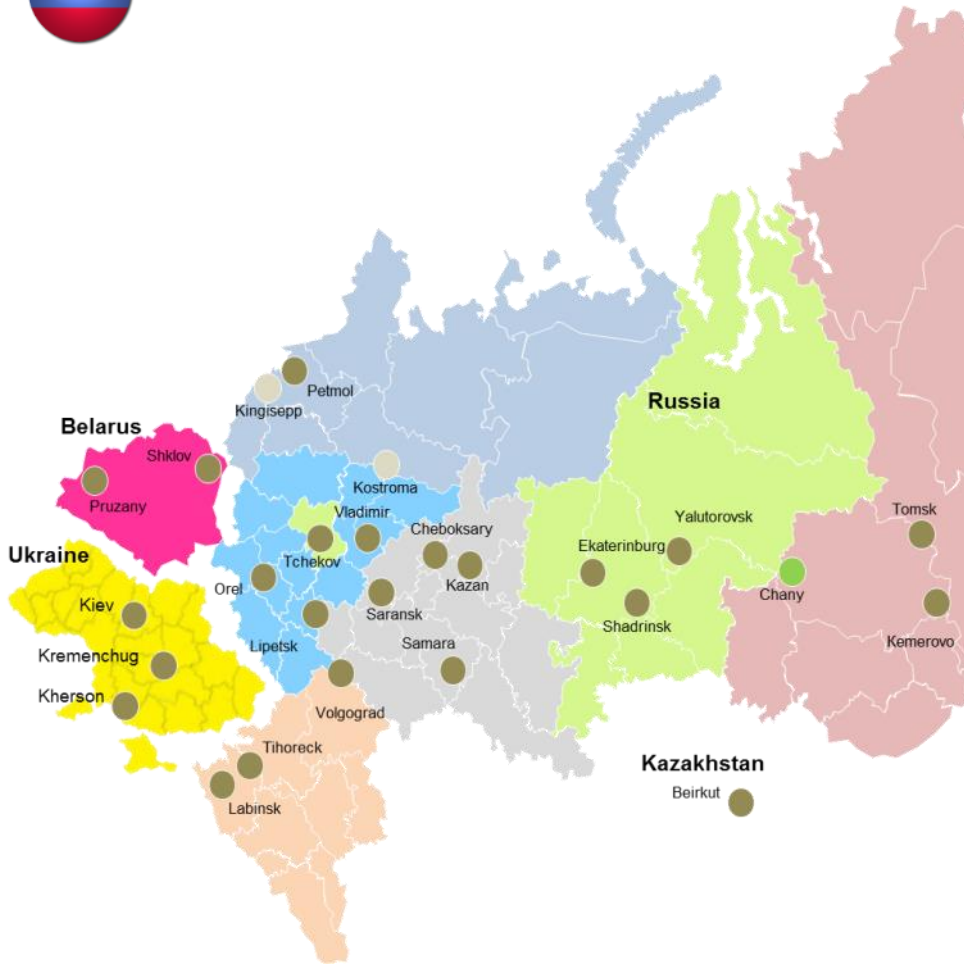 Petmol
Kingisepp
Russia
Belarus
Shklov
Kostroma
Pruzany
Vladimir
Tomsk
Yalutorovsk
Cheboksary
Ukraine
Ekaterinburg
Tchekov
Kazan
Orel
Chany
Kiev
Saransk
Shadrinsk
Lipetsk
Samara
Kemerovo
Kremenchug
Kherson
Volgograd
Tihoreck
Kazakhstan
Beirkut
Labinsk